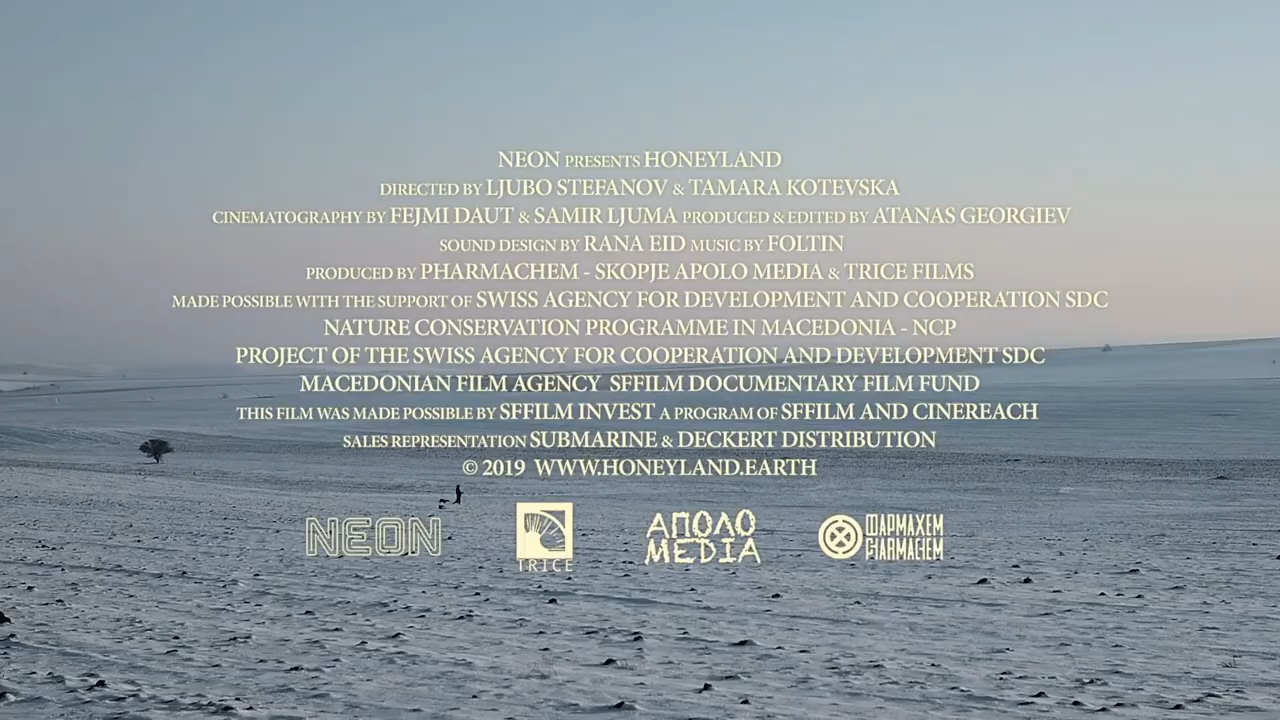 NEON PRESENTS HONEYLAND
DIRECTED BY LJUBO STEFANOV & TAMARA KOTEVSKA
CINEMATOGRAPHY BY FEJMI DAUT & SAMIR LJUMA PRODUCED & EDITED BY ATANAS GEORGIEV
SOUND DESIGN BY RANA EID MUSIC BY FOLTIN
PRODUCED BY PHARMACHEM - SKOPJE APOLO MEDIA & TRICE FILMS
MADE POSSIBLE WITH THE SUPPORT OF SWISS AGENCY FOR DEVELOPMENT AND COOPERATION SDC
NATURE CONSERVATION PROGRAMME IN MACEDONIA - NCP
PROJECT OF THE SWISS AGENCY FOR COOPERATION AND DEVELOPMENT SDC
MACEDONIAN FILM AGENCY SFFILM DOCUMENTARY FILM FUND
THIS FILM WAS MADE POSSIBLE BY SFFILM INVEST A PROGRAM OF SFFILM AND CINEREACH
SALES REPRESENTATION SUBMARINE & DECKERT DISTRIBUTION
© 2019 WWW.HONEYLAND.EARTH
NEON
TRICE
АПОЛО
MEDIA
ФАРМАХЕМ
PHARMACHEM